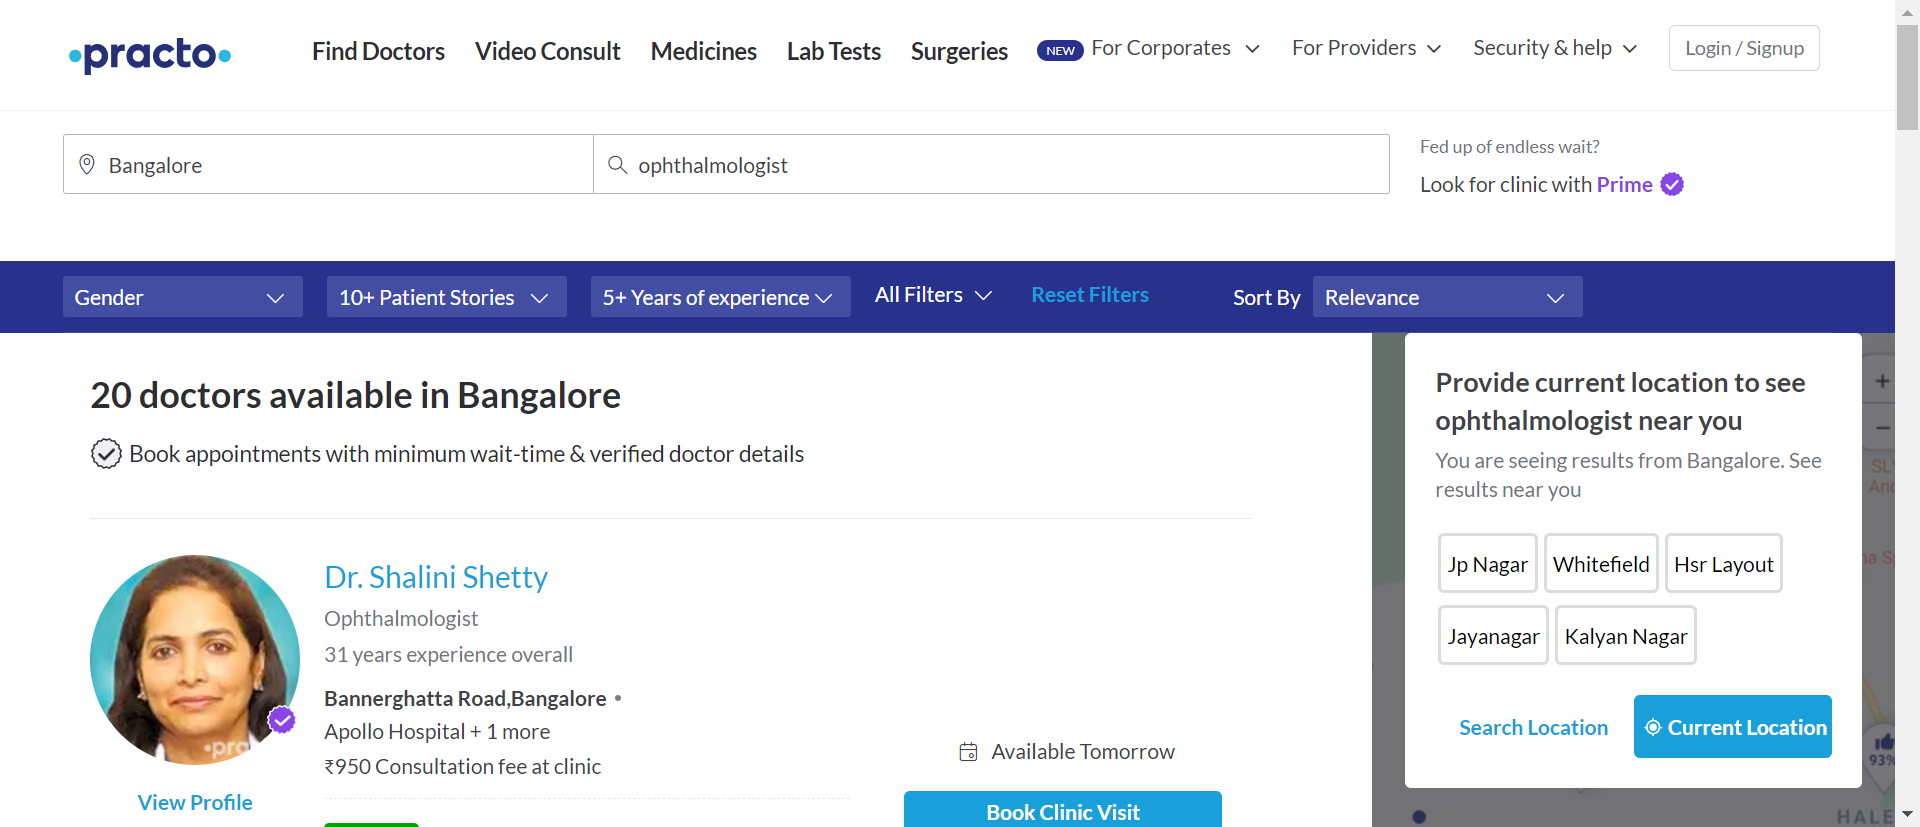 practo
Find Doctors
Video Consult
Medicines
Lab Tests
Surgeries
NEW
For Corporates
For Providers
Security & help
Login / Signup
Bangalore
ophthalmologist
Fed up of endless wait?
Look for clinic with Prime
Gender
10+ Patient Stories
5+ Years of experience
All Filters
Reset Filters
Sort By
Relevance
20 doctors available in Bangalore
Book appointments with minimum wait-time & verified doctor details
Dr. Shalini Shetty
Ophthalmologist
31 years experience overall
Bannerghatta Road,Bangalore •
Apollo Hospital + 1 more
₹950 Consultation fee at clinic
View Profile
Available Tomorrow
Book Clinic Visit
Provide current location to see
ophthalmologist near you
You are seeing results from Bangalore. See
results near you
Jp Nagar
Whitefield
Hsr Layout
Jayanagar
Kalyan Nagar
Search Location
Current Location
93%